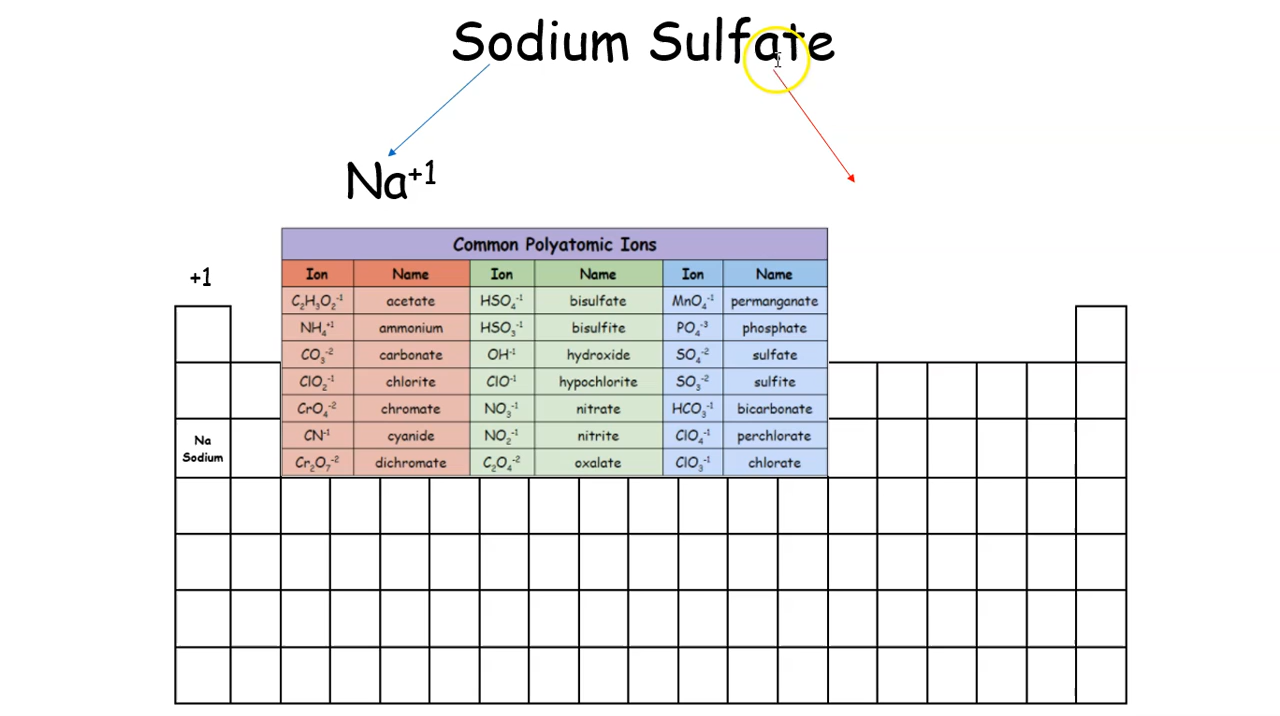 Sodium Sulfate
Na⁺¹
Common Polyatomic Ions
Ion Name Ion Name Ion Name
C₂H₃O₂⁻¹ acetate HSO₄⁻¹ bisulfate MnO₄⁻¹ permanganate
NH₄⁺¹ ammonium HSO₃⁻¹ bisulfite PO₄⁻³ phosphate
CO₃⁻² carbonate OH⁻¹ hydroxide SO₄⁻² sulfate
ClO₂⁻¹ chlorite ClO⁻¹ hypochlorite SO₃⁻² sulfite
CrO₄⁻² chromate NO₃⁻¹ nitrate HCO₃⁻¹ bicarbonate
CN⁻¹ cyanide NO₂⁻¹ nitrite ClO₄⁻¹ perchlorate
Cr₂O₇⁻² dichromate C₂O₄⁻² oxalate ClO₃⁻¹ chlorate
+1
Na
Sodium